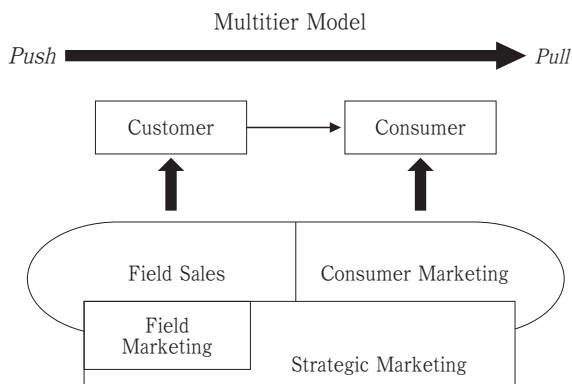 Multitier Model
Push
Pull
Customer
Consumer
Field Sales
Consumer Marketing
Field
Marketing
Strategic Marketing